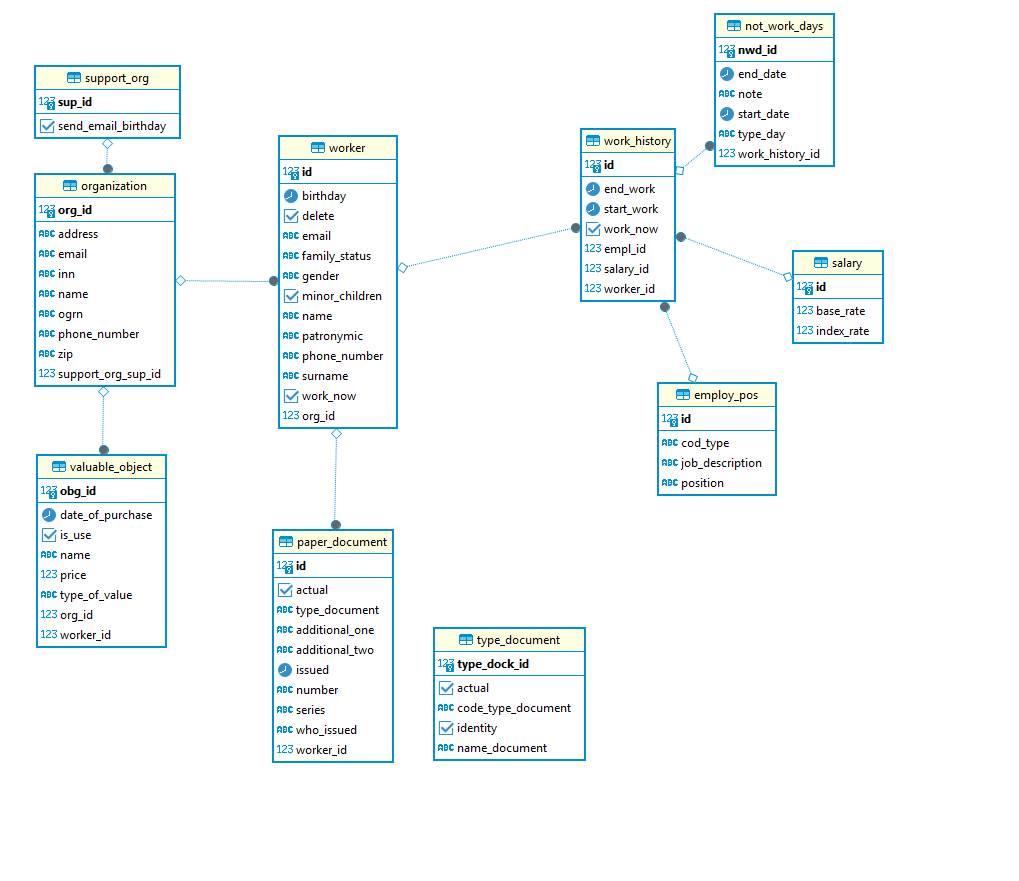 not_work_days
123 nwd_id
end_date
ABC note
start_date
ABC type_day
123 work_history_id
support_org
123 sup_id
send_email_birthday
organization
123 org_id
ABC address
ABC email
ABC inn
ABC name
ABC ogrn
ABC phone_number
ABC zip
123 support_org_sup_id
worker
123 id
birthday
delete
ABC email
ABC family_status
ABC gender
minor_children
ABC name
ABC patronymic
ABC phone_number
ABC surname
work_now
123 org_id
work_history
123 id
end_work
start_work
work_now
123 empl_id
123 salary_id
123 worker_id
salary
123 id
123 base_rate
123 index_rate
employ_pos
123 id
ABC cod_type
ABC job_description
ABC position
valuable_object
123 obg_id
date_of_purchase
is_use
ABC name
123 price
ABC type_of_value
123 org_id
123 worker_id
paper_document
123 id
actual
ABC type_document
ABC additional_one
ABC additional_two
issued
ABC number
ABC series
ABC who_issued
123 worker_id
type_document
123 type_dock_id
actual
ABC code_type_document
identity
ABC name_document